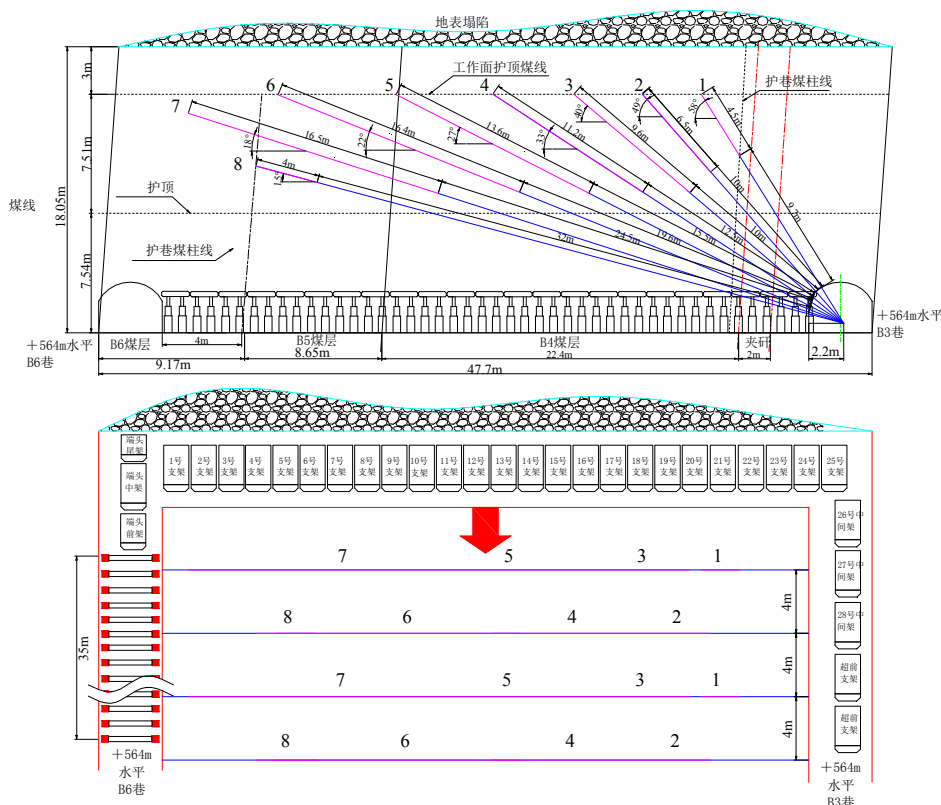 地表塌陷
3m
7.51m
18.05m
7.54m
煤线
护顶
护巷煤柱线
工作面护顶煤线
护巷煤柱线
7
6
5
4
3
2
1
8
18°
23°
27°
33°
40°
49°
58°
15°
4m
16.5m
16.4m
13.6m
11.2m
9.6m
6.5m
4.5m
32m
24.5m
19.6m
15.5m
12.5m
10m
10m
9.2m
+564m水平
B6巷
B6煤层
4m
9.17m
B5煤层
8.65m
B4煤层
22.4m
47.7m
夹矸
2m
2.2m
+564m水平
B3巷
端头
尾架
端头
中架
端头
前架
1号
支架
2号
支架
3号
支架
4号
支架
5号
支架
6号
支架
7号
支架
8号
支架
9号
支架
10号
支架
11号
支架
12号
支架
13号
支架
14号
支架
15号
支架
16号
支架
17号
支架
18号
支架
19号
支架
20号
支架
21号
支架
22号
支架
23号
支架
24号
支架
25号
支架
26号中
间架
27号中
间架
28号中
间架
超前
支架
超前
支架
7
5
3
1
8
6
4
2
7
5
3
1
8
6
4
2
4m
4m
4m
35m
+564m
水平
B6巷
+564m
水平
B3巷